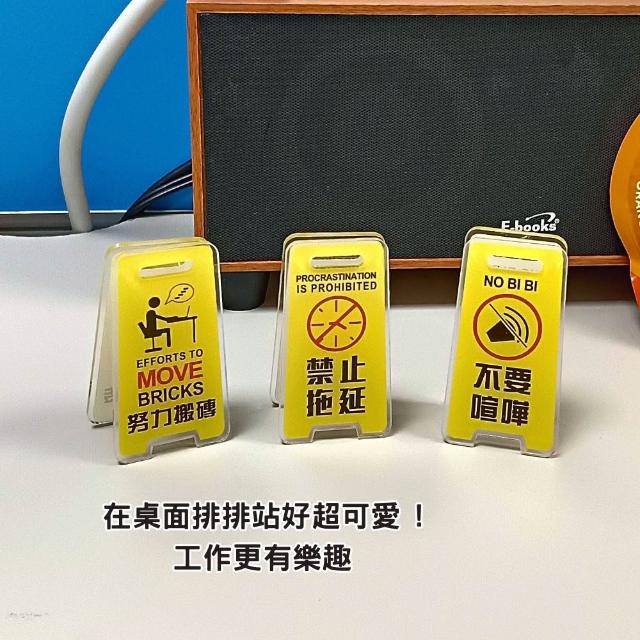 E-books
EFFORTS TO
MOVE
BRICKS
努力搬磚
PROCRASTINATION
IS PROHIBITED
禁止
拖延
NO BI BI
不要
喧嘩
在桌面排排站好超可愛！
工作更有樂趣